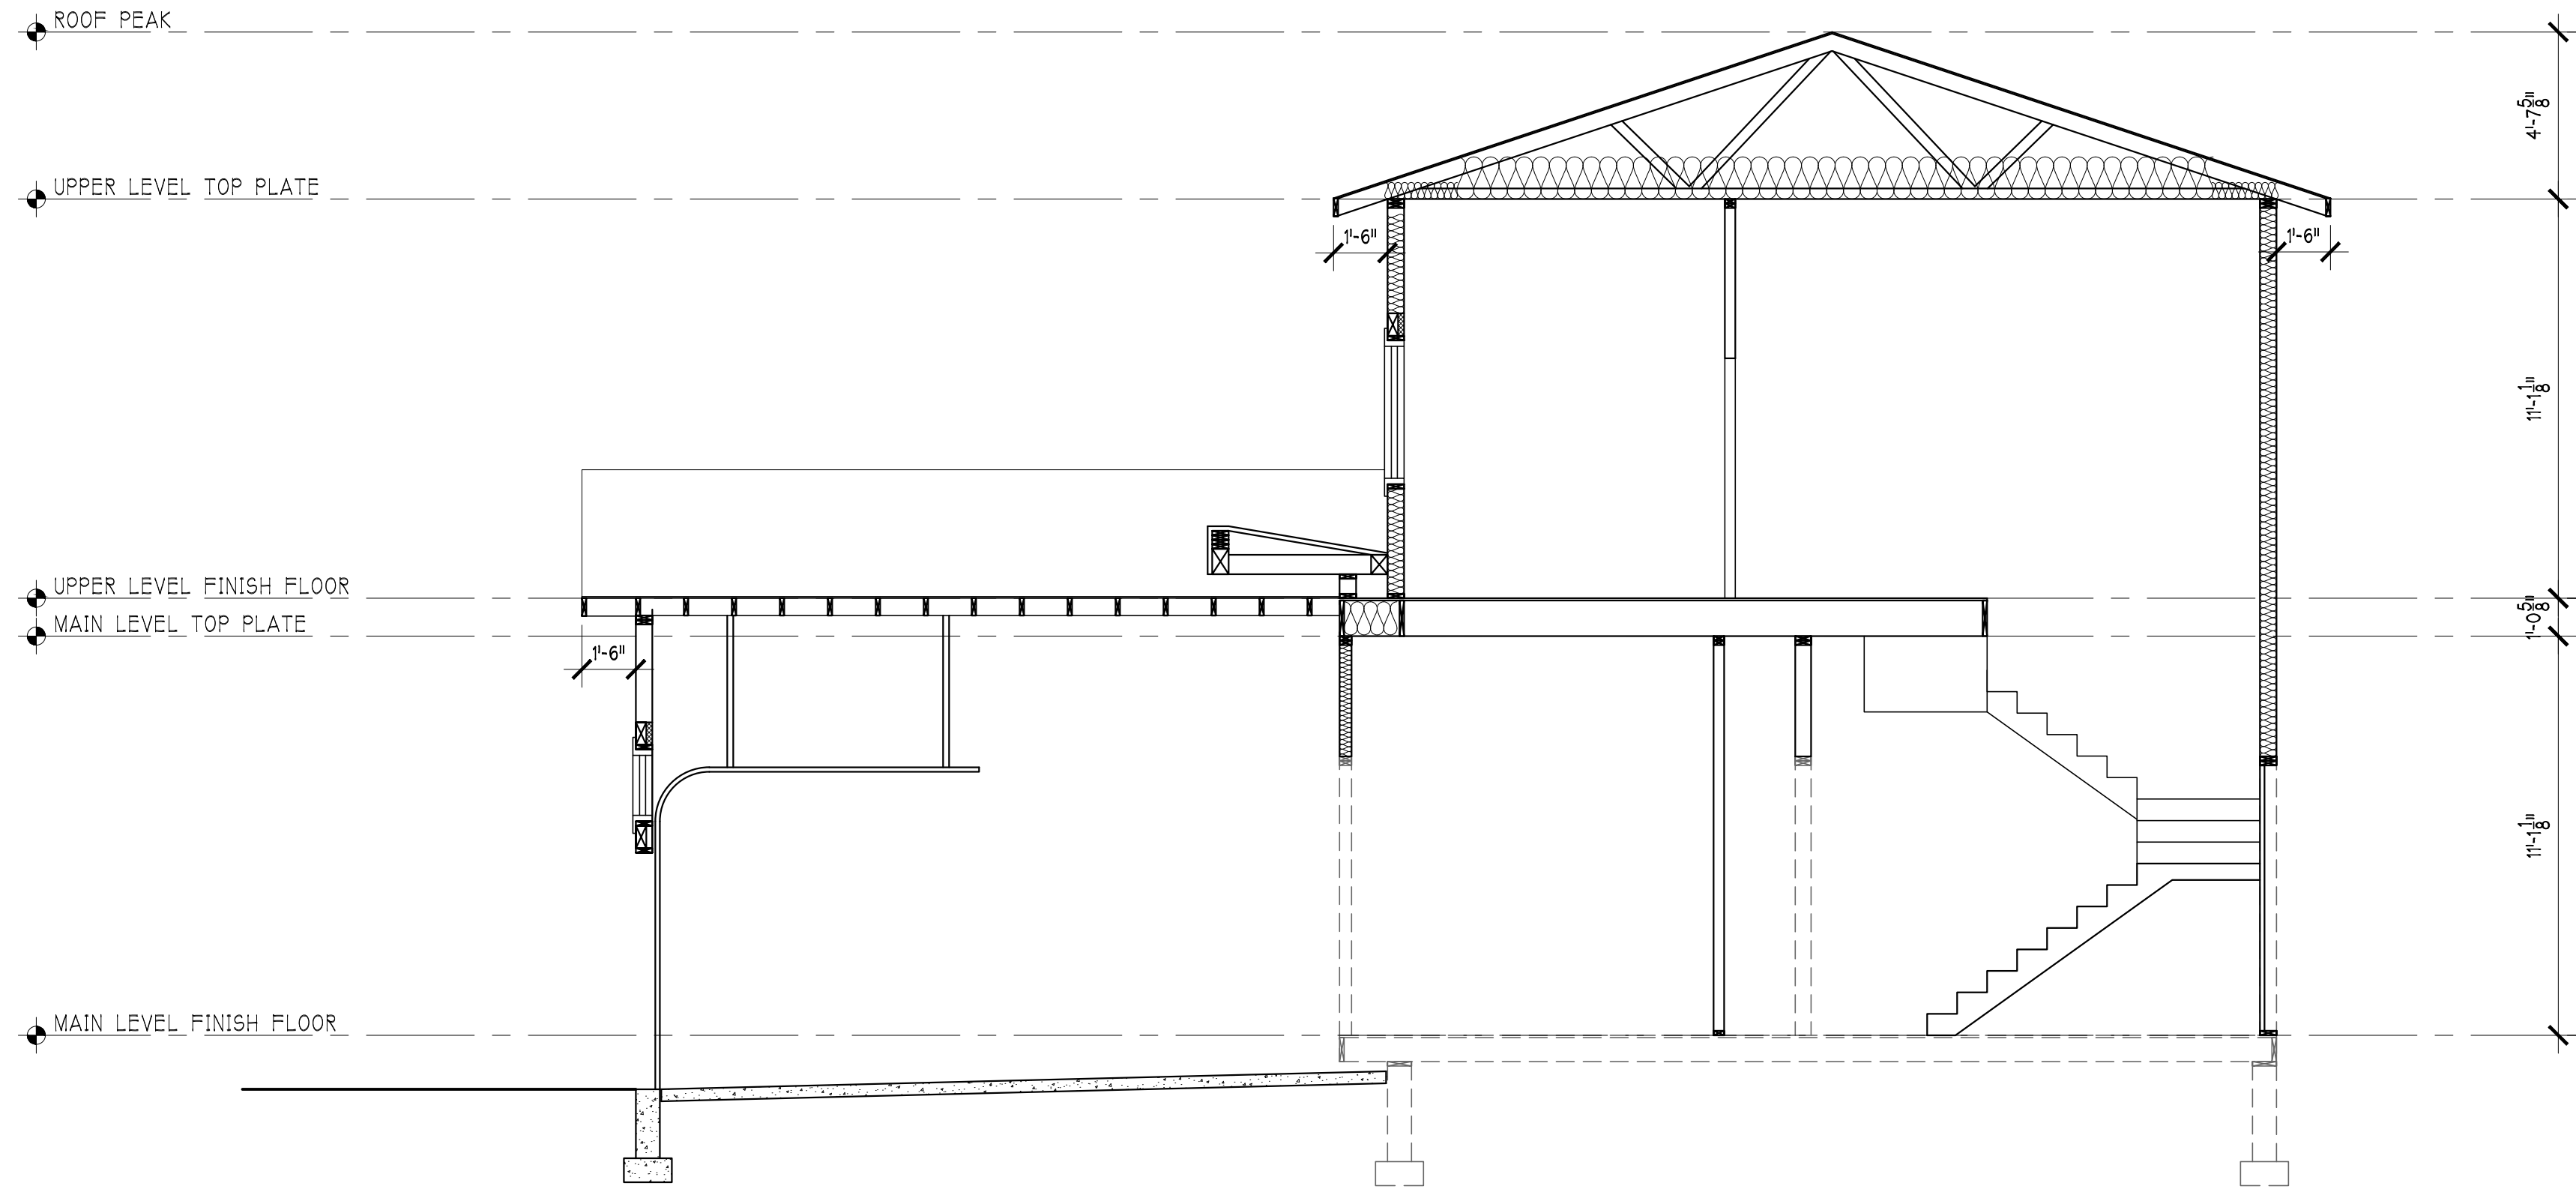 ROOF PEAK
4'-7 5/8"
UPPER LEVEL TOP PLATE
1'-6"
1'-6"
11'-1 1/8"
UPPER LEVEL FINISH FLOOR
1'-0 5/8"
MAIN LEVEL TOP PLATE
1'-6"
11'-1 1/8"
MAIN LEVEL FINISH FLOOR